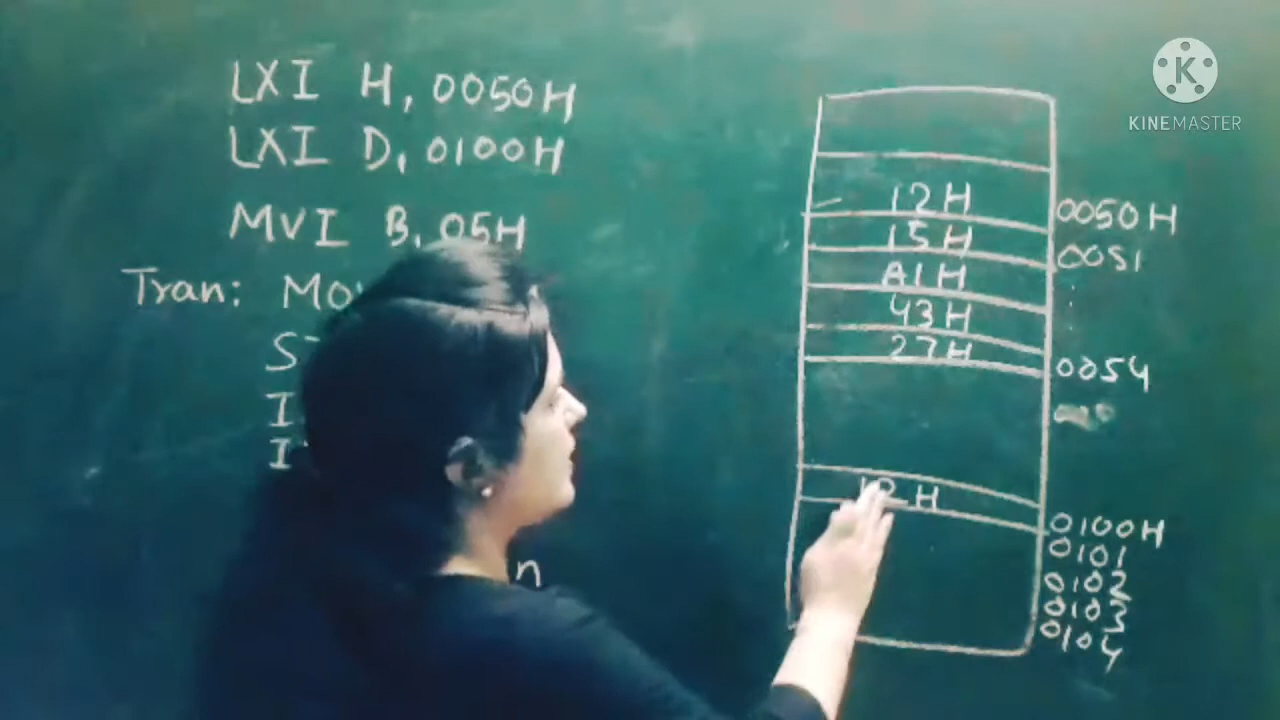 LXI H, 0050H
LXI D, 0100H
MVI B, 05H
Tran:
12H
0050H
15H
0051
A1H
43H
27H
0054
12H
0100H
0101
0102
0103
0104
KINEMASTER